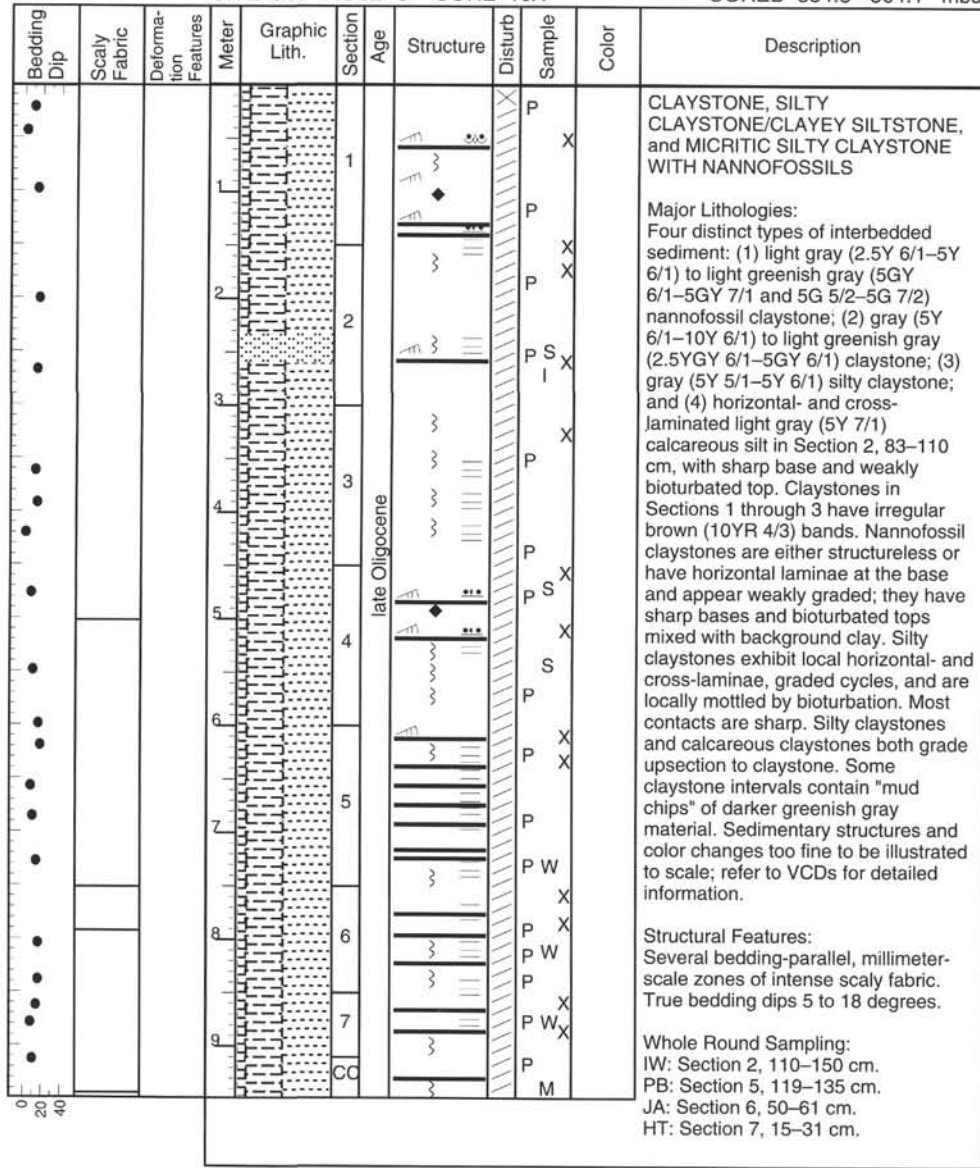 Bedding Dip
Scaly Fabric
Deforma-
tion
Features
Meter
Graphic
Lith.
Section
Age
Structure
Disturb
Sample
Color
Description
CLAYSTONE, SILTY
CLAYSTONE/CLAYEY SILTSTONE,
and MICRITIC SILTY CLAYSTONE
WITH NANNOFOSSILS
Major Lithologies:
Four distinct types of interbedded
sediment: (1) light gray (2.5Y 6/1–5Y
6/1) to light greenish gray (5GY
6/1–5GY 7/1 and 5G 5/2–5G 7/2)
nannofossil claystone; (2) gray (5Y
6/1–10Y 6/1) to light greenish gray
(2.5YGY 6/1–5GY 6/1) claystone; (3)
gray (5Y 5/1–5Y 6/1) silty claystone;
and (4) horizontal- and cross-
laminated light gray (5Y 7/1)
calcareous silt in Section 2, 83–110
cm, with sharp base and weakly
bioturbated top. Claystones in
Sections 1 through 3 have irregular
brown (10YR 4/3) bands. Nannofossil
claystones are either structureless or
have horizontal laminae at the base
and appear weakly graded; they have
sharp bases and bioturbated tops
mixed with background clay. Silty
claystones exhibit local horizontal- and
cross-laminae, graded cycles, and are
locally mottled by bioturbation. Most
contacts are sharp. Silty claystones
and calcareous claystones both grade
upsection to claystone. Some
claystone intervals contain "mud
chips" of darker greenish gray
material. Sedimentary structures and
color changes too fine to be illustrated
to scale; refer to VCDs for detailed
information.
Structural Features:
Several bedding-parallel, millimeter-
scale zones of intense scaly fabric.
True bedding dips 5 to 18 degrees.
Whole Round Sampling:
IW: Section 2, 110–150 cm.
PB: Section 5, 119–135 cm.
JA: Section 6, 50–61 cm.
HT: Section 7, 15–31 cm.
1
2
3
4
5
6
7
8
9
1
2
3
4
5
6
7
CC
late Oligocene
P
X
P
X
X
P
P S X
I
X
P
P
X
P S
X
S
P
X
P X
P
P W
X
P X
P W
P
X
P W X
P
M
0 20 40